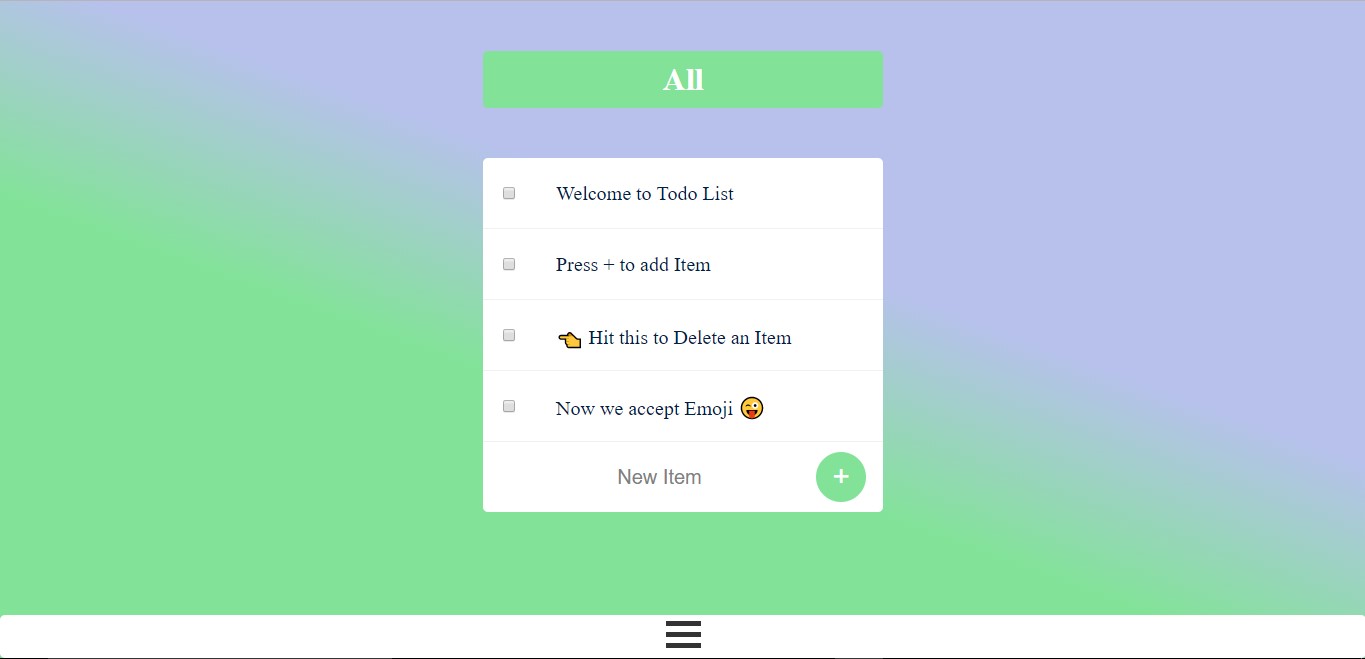 All
Welcome to Todo List
Press + to add Item
👈 Hit this to Delete an Item
Now we accept Emoji 😜
New Item
+